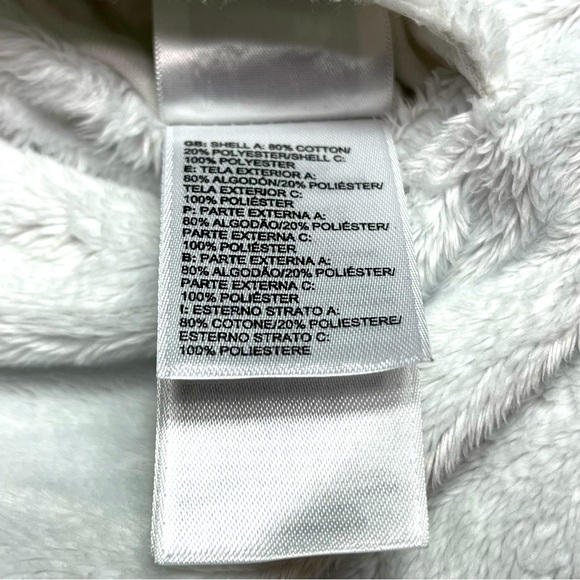 GB: SHELL A: 80% COTTON/
20% POLYESTER/SHELL C:
100% POLYESTER
E: TELA EXTERIOR A:
80% ALGODÓN/20% POLIÉSTER/
TELA EXTERIOR C:
100% POLIÉSTER
P: PARTE EXTERNA A:
80% ALGODÃO/20% POLIÉSTER/
PARTE EXTERNA C:
100% POLIÉSTER
B: PARTE EXTERNA A:
80% ALGODÃO/20% POLIÉSTER/
PARTE EXTERNA C:
100% POLIÉSTER
I: ESTERNO STRATO A:
80% COTONE/20% POLIESTERE/
ESTERNO STRATO C:
100% POLIESTERE